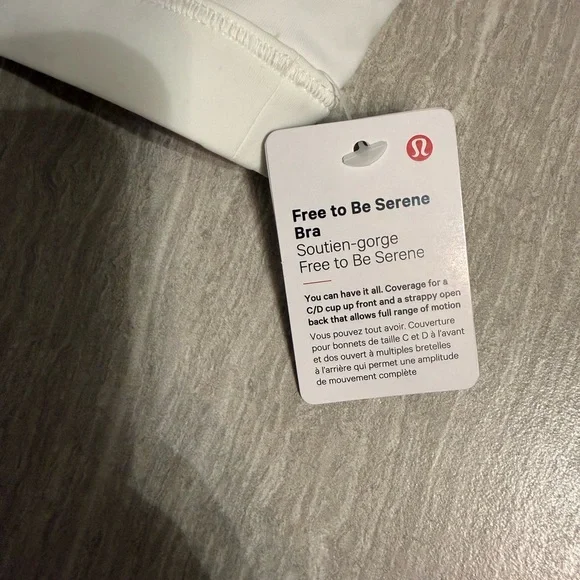 Free to Be Serene
Bra
Soutien-gorge
Free to Be Serene
You can have it all. Coverage for a
C/D cup up front and a strappy open
back that allows full range of motion
Vous pouvez tout avoir. Couverture
pour bonnets de taille C et D à l'avant
et dos ouvert à multiples bretelles
à l'arrière qui permet une amplitude
de mouvement complète